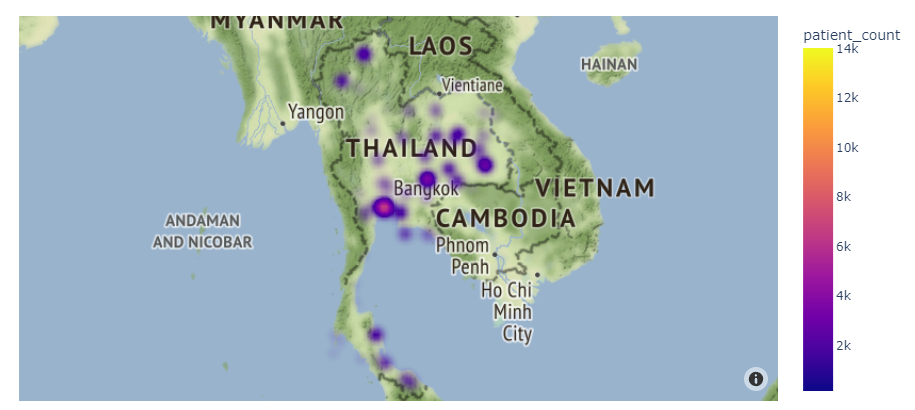 MYANMAR
LAOS
HAINAN
Vientiane
Yangon
THAILAND
Bangkok
VIETNAM
CAMBODIA
ANDAMAN
AND NICOBAR
Phnom
Penh
Ho Chi
Minh
City
patient_count
14k
12k
10k
8k
6k
4k
2k